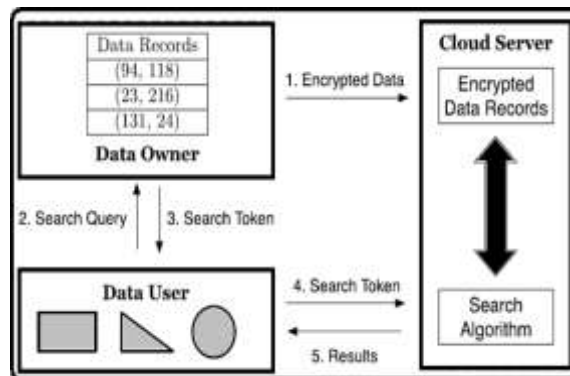 Data Records
(94, 118)
(23, 216)
(131, 24)
Data Owner
1. Encrypted Data
Cloud Server
Encrypted
Data Records
2. Search Query
3. Search Token
Data User
4. Search Token
5. Results
Search
Algorithm